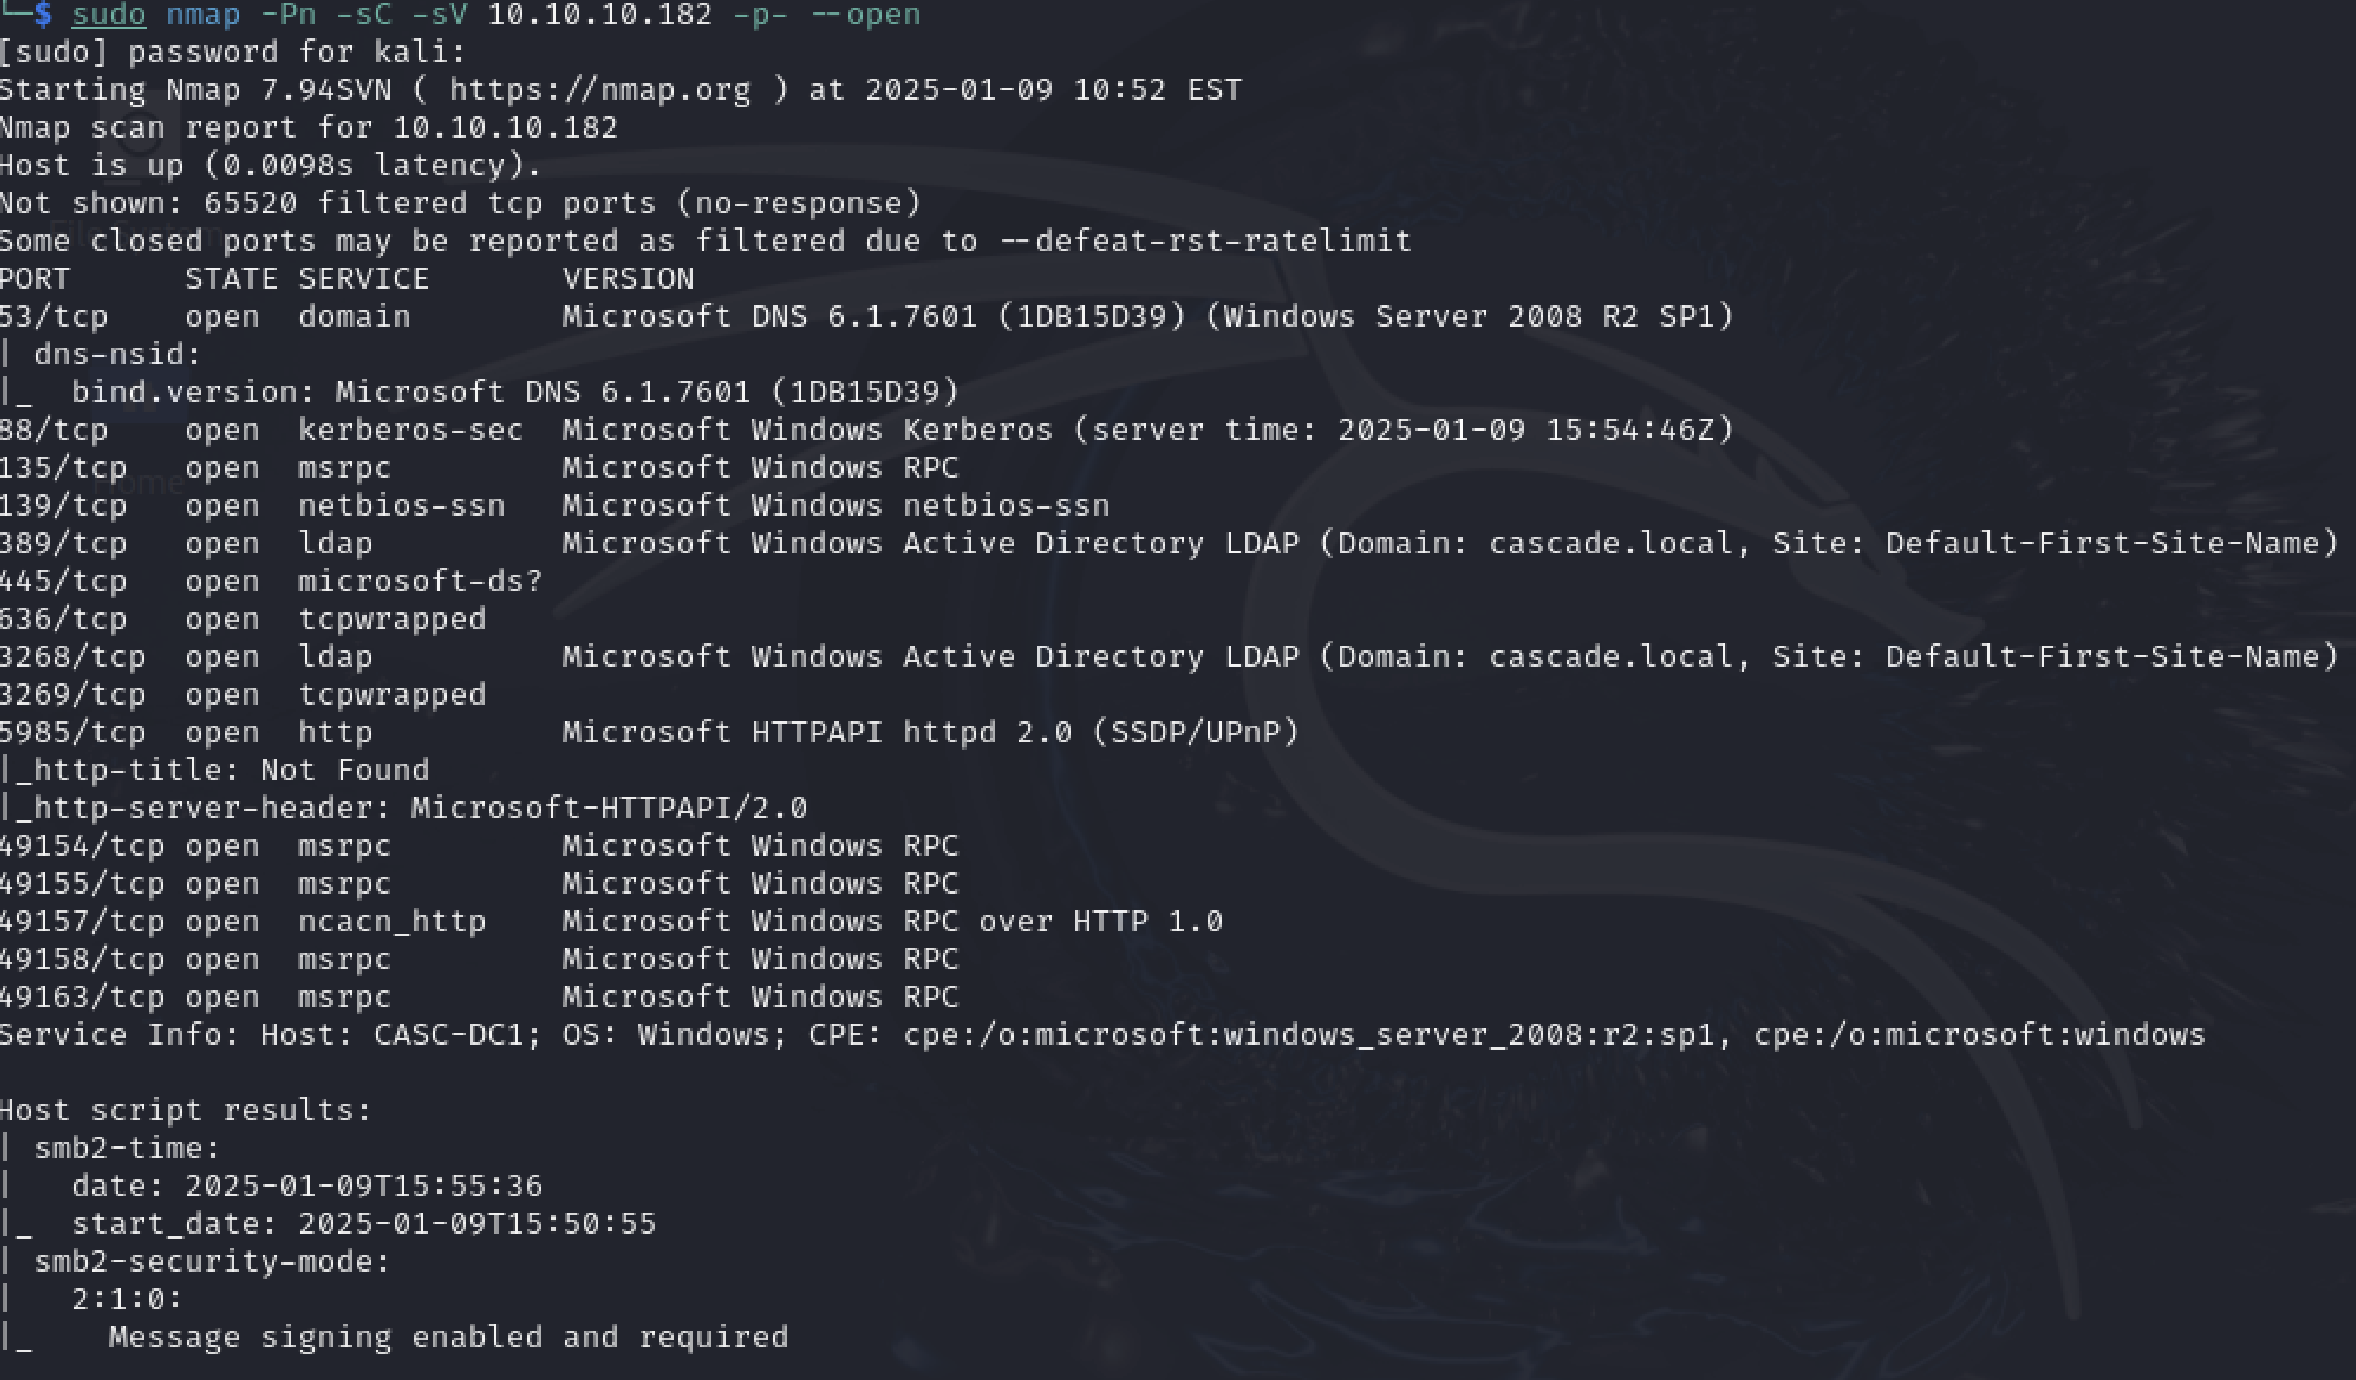 └─$ sudo nmap -Pn -sC -sV 10.10.10.182 -p- --open
[sudo] password for kali:
Starting Nmap 7.94SVN ( https://nmap.org ) at 2025-01-09 10:52 EST
Nmap scan report for 10.10.10.182
Host is up (0.0098s latency).
Not shown: 65520 filtered tcp ports (no-response)
Some closed ports may be reported as filtered due to --defeat-rst-ratelimit
PORT      STATE SERVICE       VERSION
53/tcp    open  domain        Microsoft DNS 6.1.7601 (1DB15D39) (Windows Server 2008 R2 SP1)
| dns-nsid:
|_  bind.version: Microsoft DNS 6.1.7601 (1DB15D39)
88/tcp    open  kerberos-sec  Microsoft Windows Kerberos (server time: 2025-01-09 15:54:46Z)
135/tcp   open  msrpc         Microsoft Windows RPC
Home
139/tcp   open  netbios-ssn   Microsoft Windows netbios-ssn
389/tcp   open  ldap          Microsoft Windows Active Directory LDAP (Domain: cascade.local, Site: Default-First-Site-Name)
445/tcp   open  microsoft-ds?
636/tcp   open  tcpwrapped
3268/tcp  open  ldap          Microsoft Windows Active Directory LDAP (Domain: cascade.local, Site: Default-First-Site-Name)
3269/tcp  open  tcpwrapped
5985/tcp  open  http          Microsoft HTTPAPI httpd 2.0 (SSDP/UPnP)
|_http-title: Not Found
|_http-server-header: Microsoft-HTTPAPI/2.0
49154/tcp open  msrpc         Microsoft Windows RPC
49155/tcp open  msrpc         Microsoft Windows RPC
49157/tcp open  ncacn_http    Microsoft Windows RPC over HTTP 1.0
49158/tcp open  msrpc         Microsoft Windows RPC
49163/tcp open  msrpc         Microsoft Windows RPC
Service Info: Host: CASC-DC1; OS: Windows; CPE: cpe:/o:microsoft:windows_server_2008:r2:sp1, cpe:/o:microsoft:windows
Host script results:
| smb2-time:
|   date: 2025-01-09T15:55:36
|_  start_date: 2025-01-09T15:50:55
| smb2-security-mode:
|   2:1:0:
|_    Message signing enabled and required